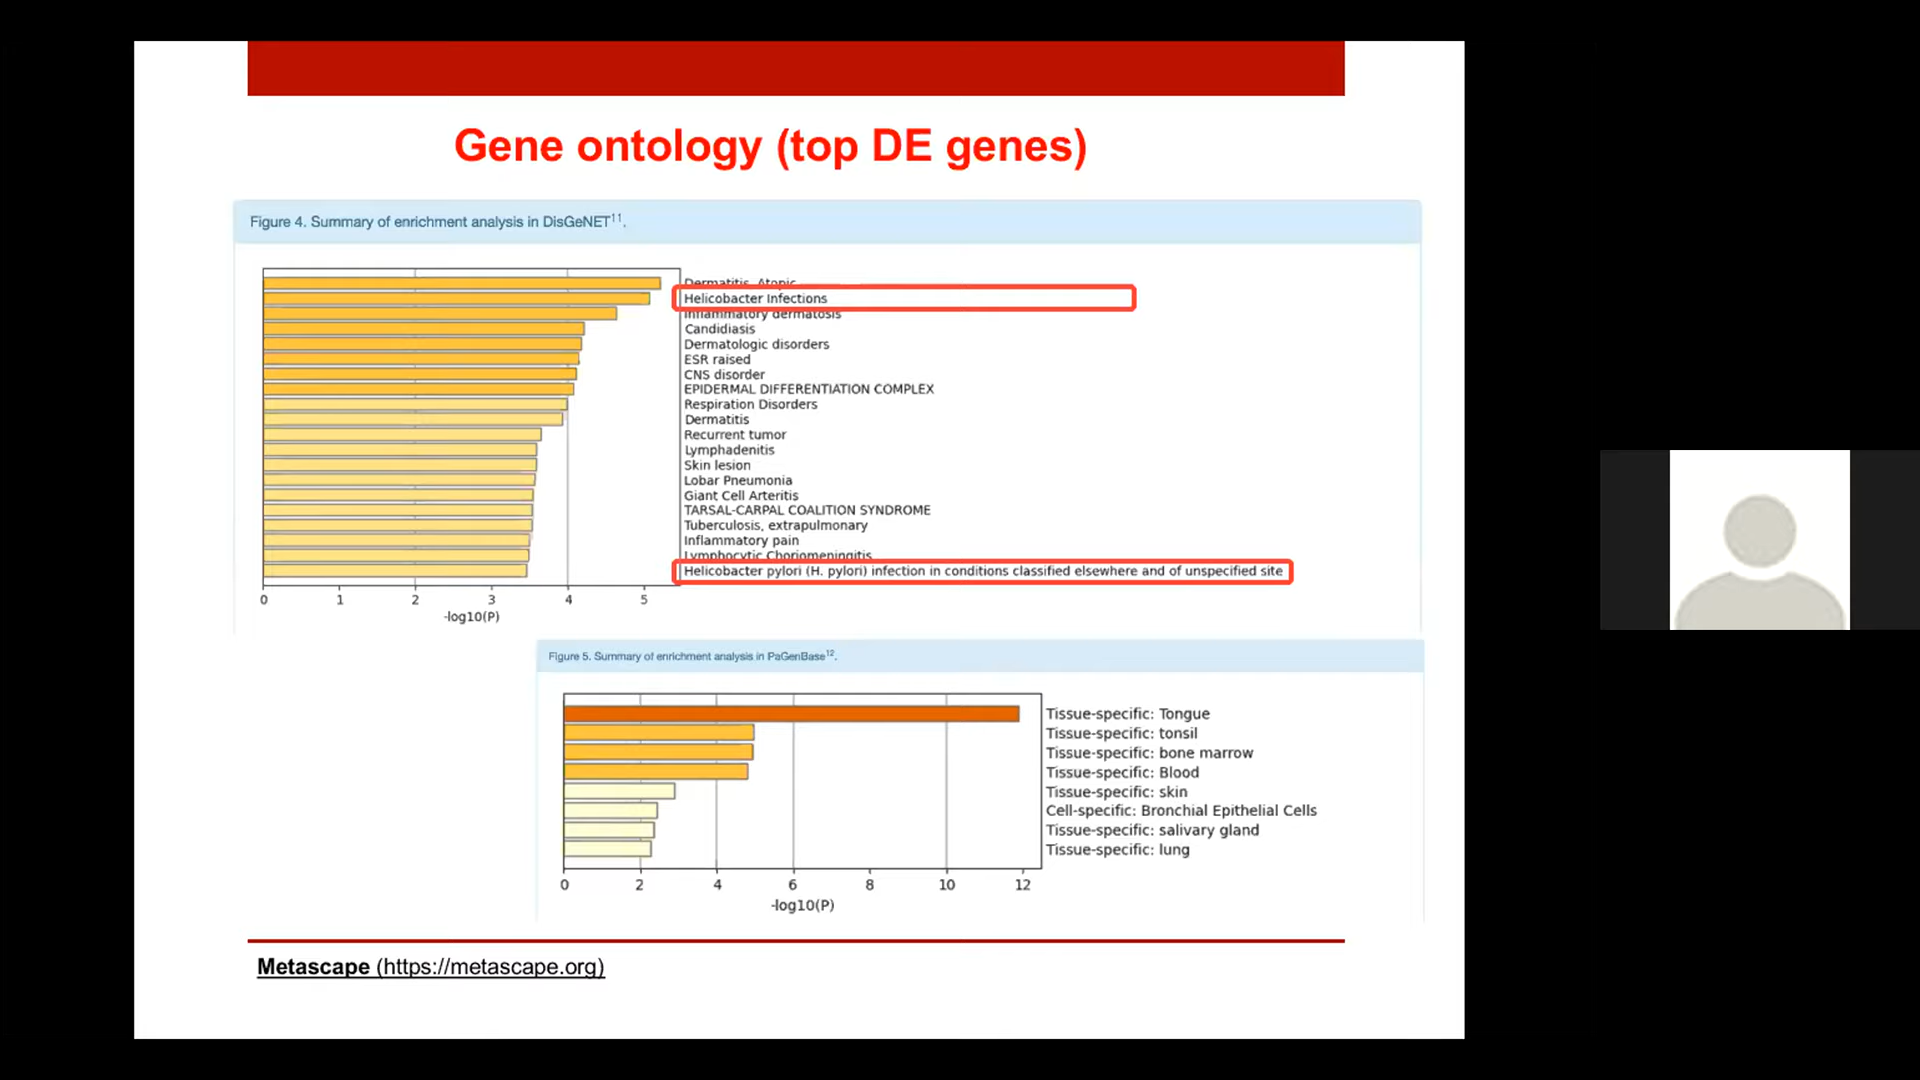 Gene ontology (top DE genes)
Figure 4. Summary of enrichment analysis in DisGeNET11.
Dermatitis, Atopic
Helicobacter Infections
Inflammatory dermatosis
Candidiasis
Dermatologic disorders
ESR raised
CNS disorder
EPIDERMAL DIFFERENTIATION COMPLEX
Respiration Disorders
Dermatitis
Recurrent tumor
Lymphadenitis
Skin lesion
Lobar Pneumonia
Giant Cell Arteritis
TARSAL-CARPAL COALITION SYNDROME
Tuberculosis, extrapulmonary
Inflammatory pain
Lymphocytic Choriomeningitis
Helicobacter pylori (H. pylori) infection in conditions classified elsewhere and of unspecified site
0 1 2 3 4 5
-log10(P)
Figure 5. Summary of enrichment analysis in PaGenBase12.
Tissue-specific: Tongue
Tissue-specific: tonsil
Tissue-specific: bone marrow
Tissue-specific: Blood
Tissue-specific: skin
Cell-specific: Bronchial Epithelial Cells
Tissue-specific: salivary gland
Tissue-specific: lung
0 2 4 6 8 10 12
-log10(P)
Metascape (https://metascape.org)